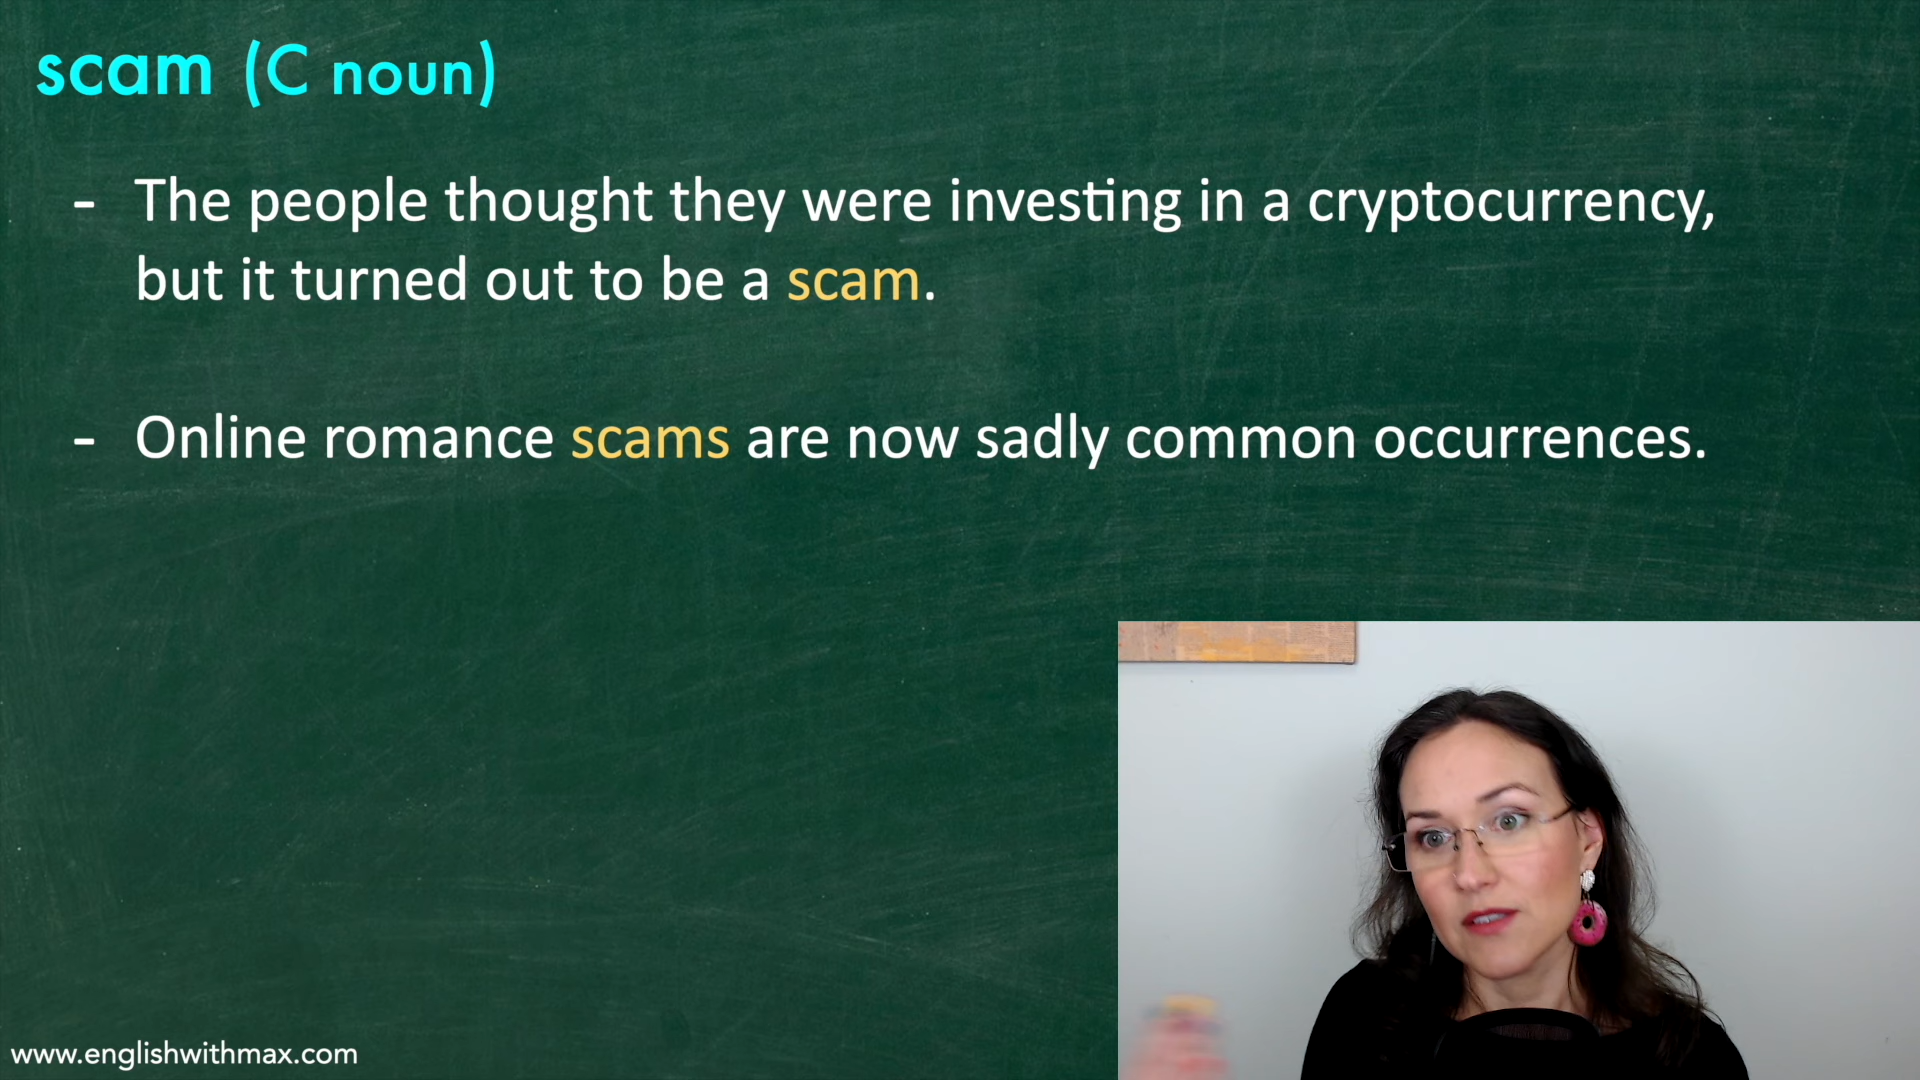 scam (C noun)
- The people thought they were investing in a cryptocurrency,
but it turned out to be a scam.
- Online romance scams are now sadly common occurrences.
www.englishwithmax.com